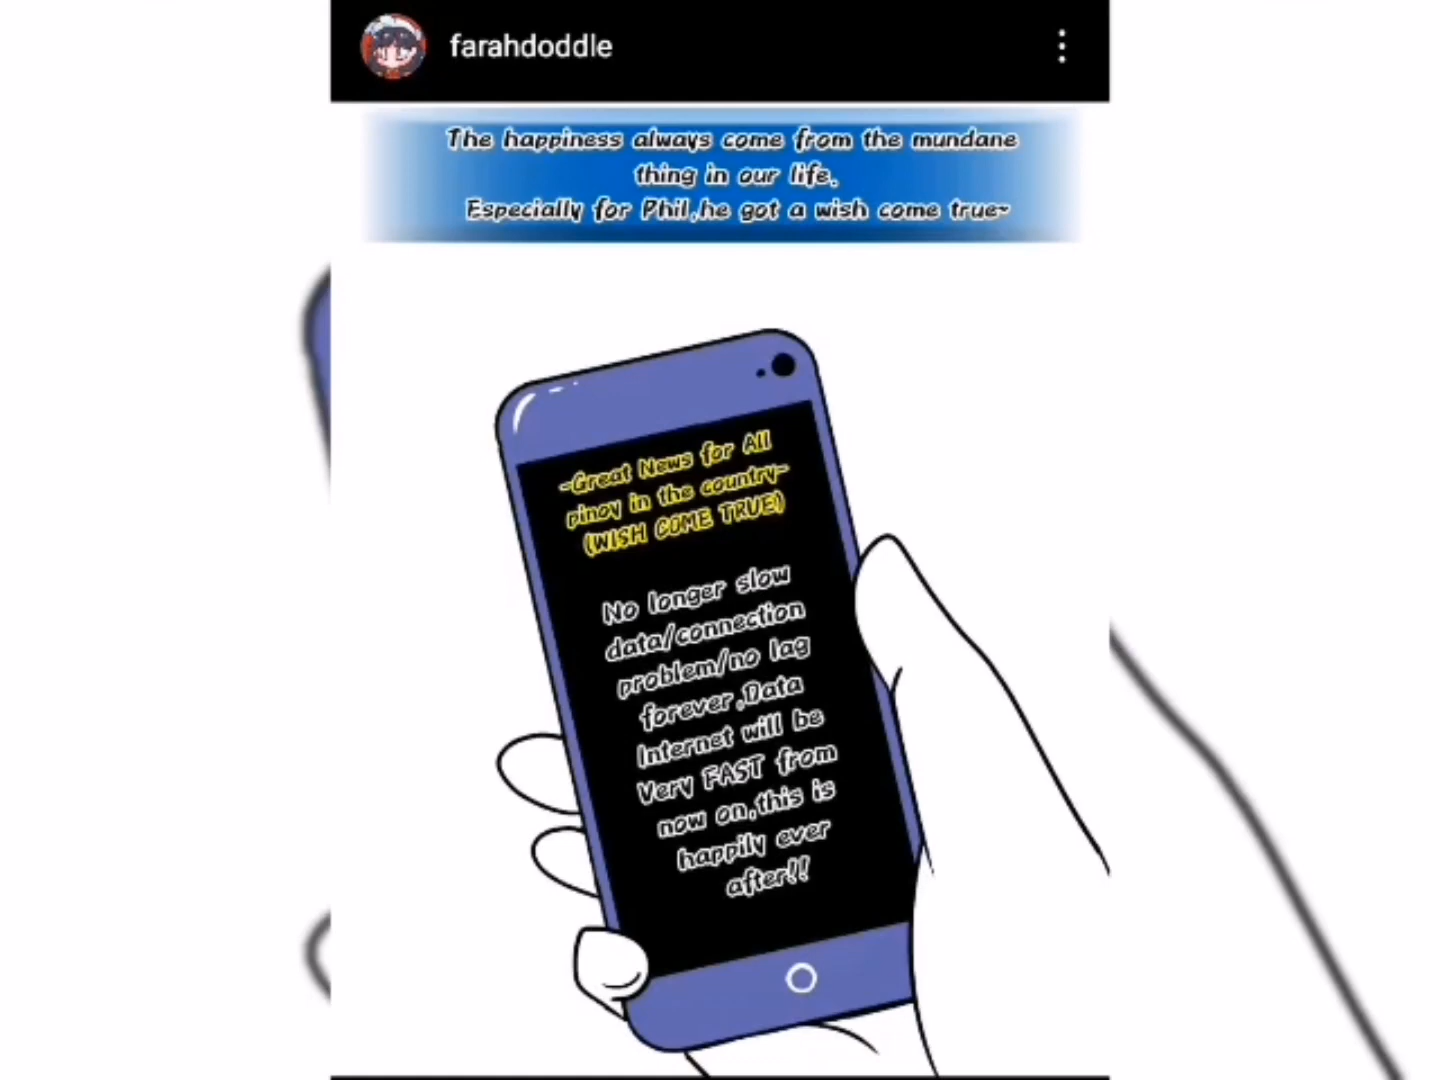 farahdoddle
The happiness always come from the mundane
thing in our life.
Especially for Phil,he got a wish come true~
~Great News for All
pinoy in the country~
(WISH COME TRUE!)
No longer slow
data/connection
problem/no lag
forever,Data
Internet will be
Very FAST from
now on,this is
happily ever
after!!